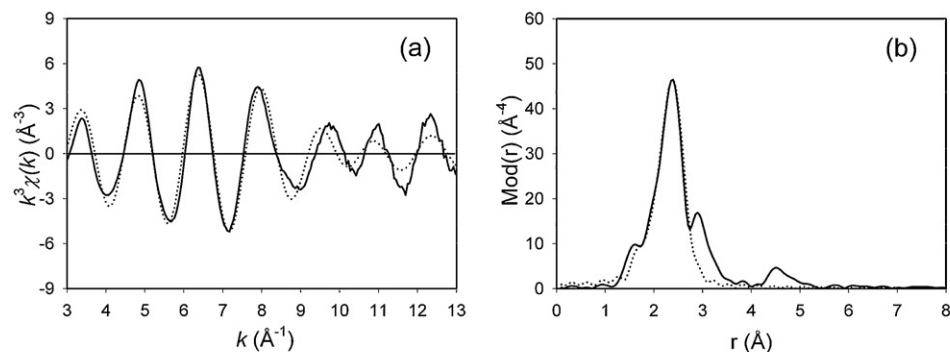 (a)
k³χ(k) (Å⁻³)
9
6
3
0
-3
-6
-9
3 4 5 6 7 8 9 10 11 12 13
k (Å⁻¹)
(b)
Mod(r) (Å⁻⁴)
60
50
40
30
20
10
0
0 1 2 3 4 5 6 7 8
r (Å)